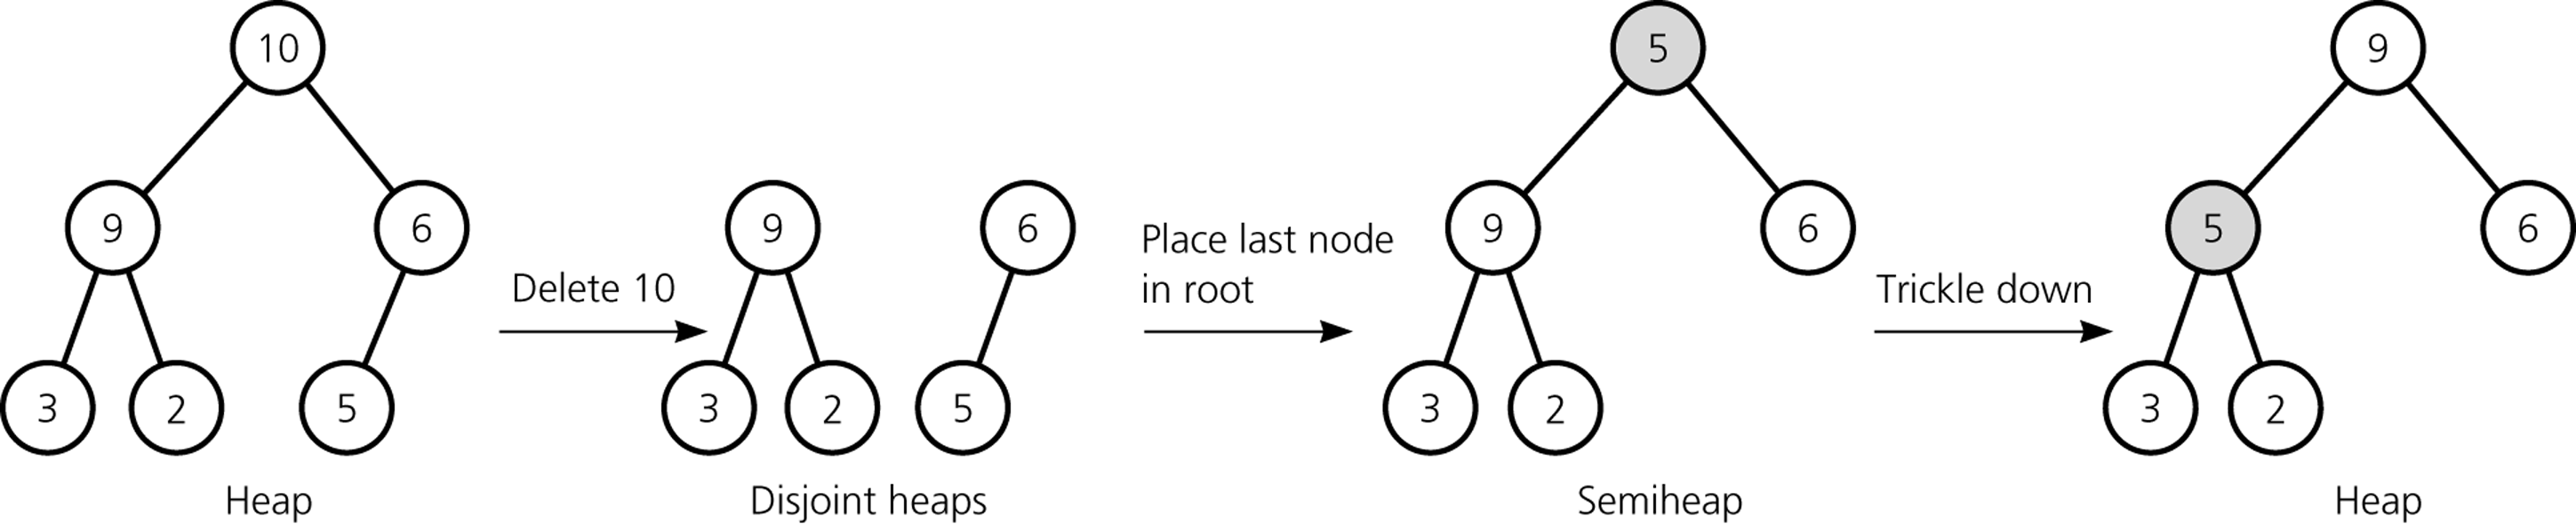 10
9 6
3 2 5
Heap
Delete 10
9 6
3 2 5
Disjoint heaps
Place last node
in root
5
9 6
3 2
Semiheap
Trickle down
9
5 6
3 2
Heap